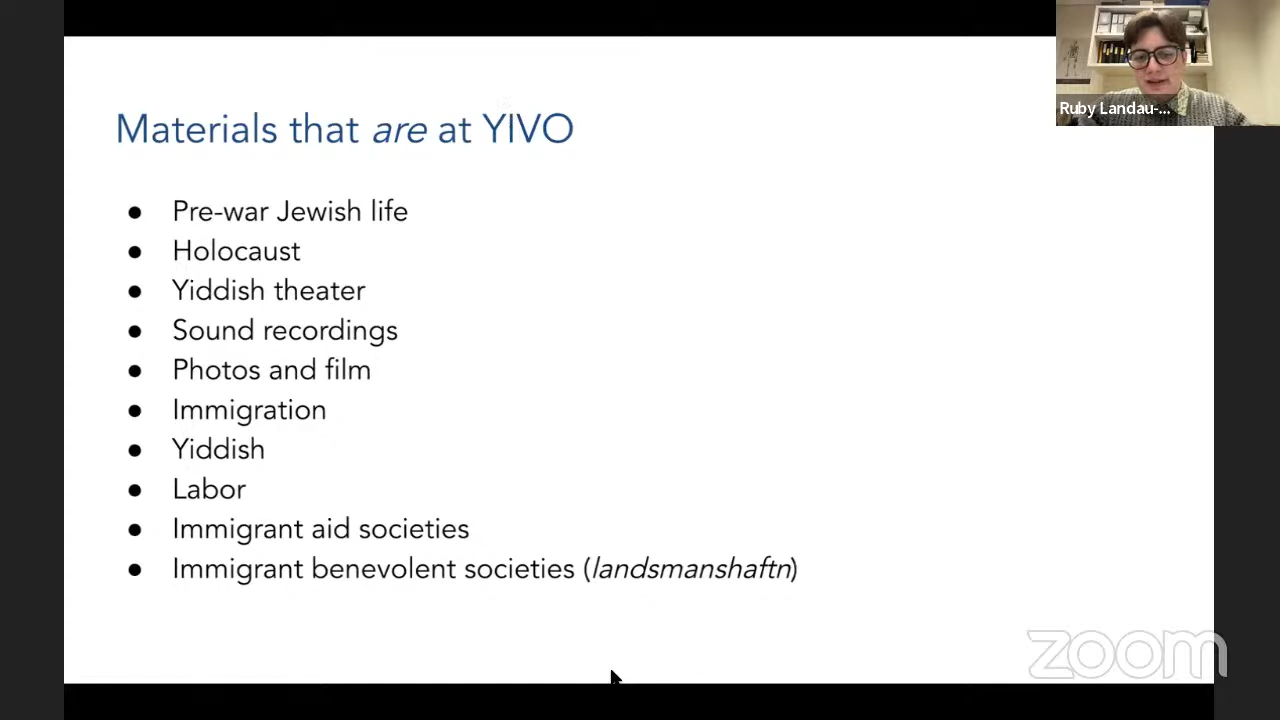 Materials that are at YIVO
● Pre-war Jewish life
● Holocaust
● Yiddish theater
● Sound recordings
● Photos and film
● Immigration
● Yiddish
● Labor
● Immigrant aid societies
● Immigrant benevolent societies (landsmanshaftn)
Ruby Landau-...
zoom